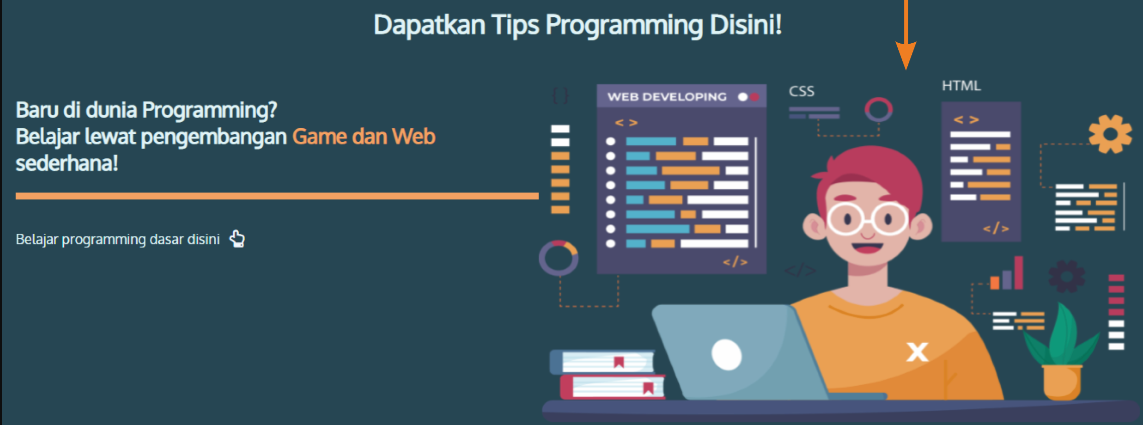 Dapatkan Tips Programming Disini!
Baru di dunia Programming?
Belajar lewat pengembangan Game dan Web
sederhana!
Belajar programming dasar disini
WEB DEVELOPING
< >
</>
CSS
HTML
< >
</>
{ }
</>
X